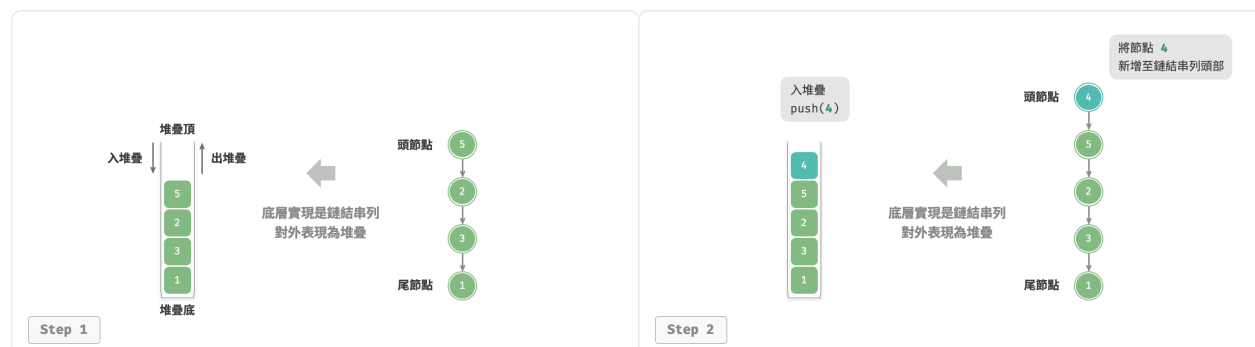 堆疊頂
入堆疊
出堆疊
5
2
3
1
堆疊底
底層實現是鏈結串列
對外表現為堆疊
頭節點
5
2
3
尾節點
1
Step 1
入堆疊
push(4)
4
5
2
3
1
底層實現是鏈結串列
對外表現為堆疊
將節點 4
新增至鏈結串列頭部
頭節點
4
5
2
3
尾節點
1
Step 2